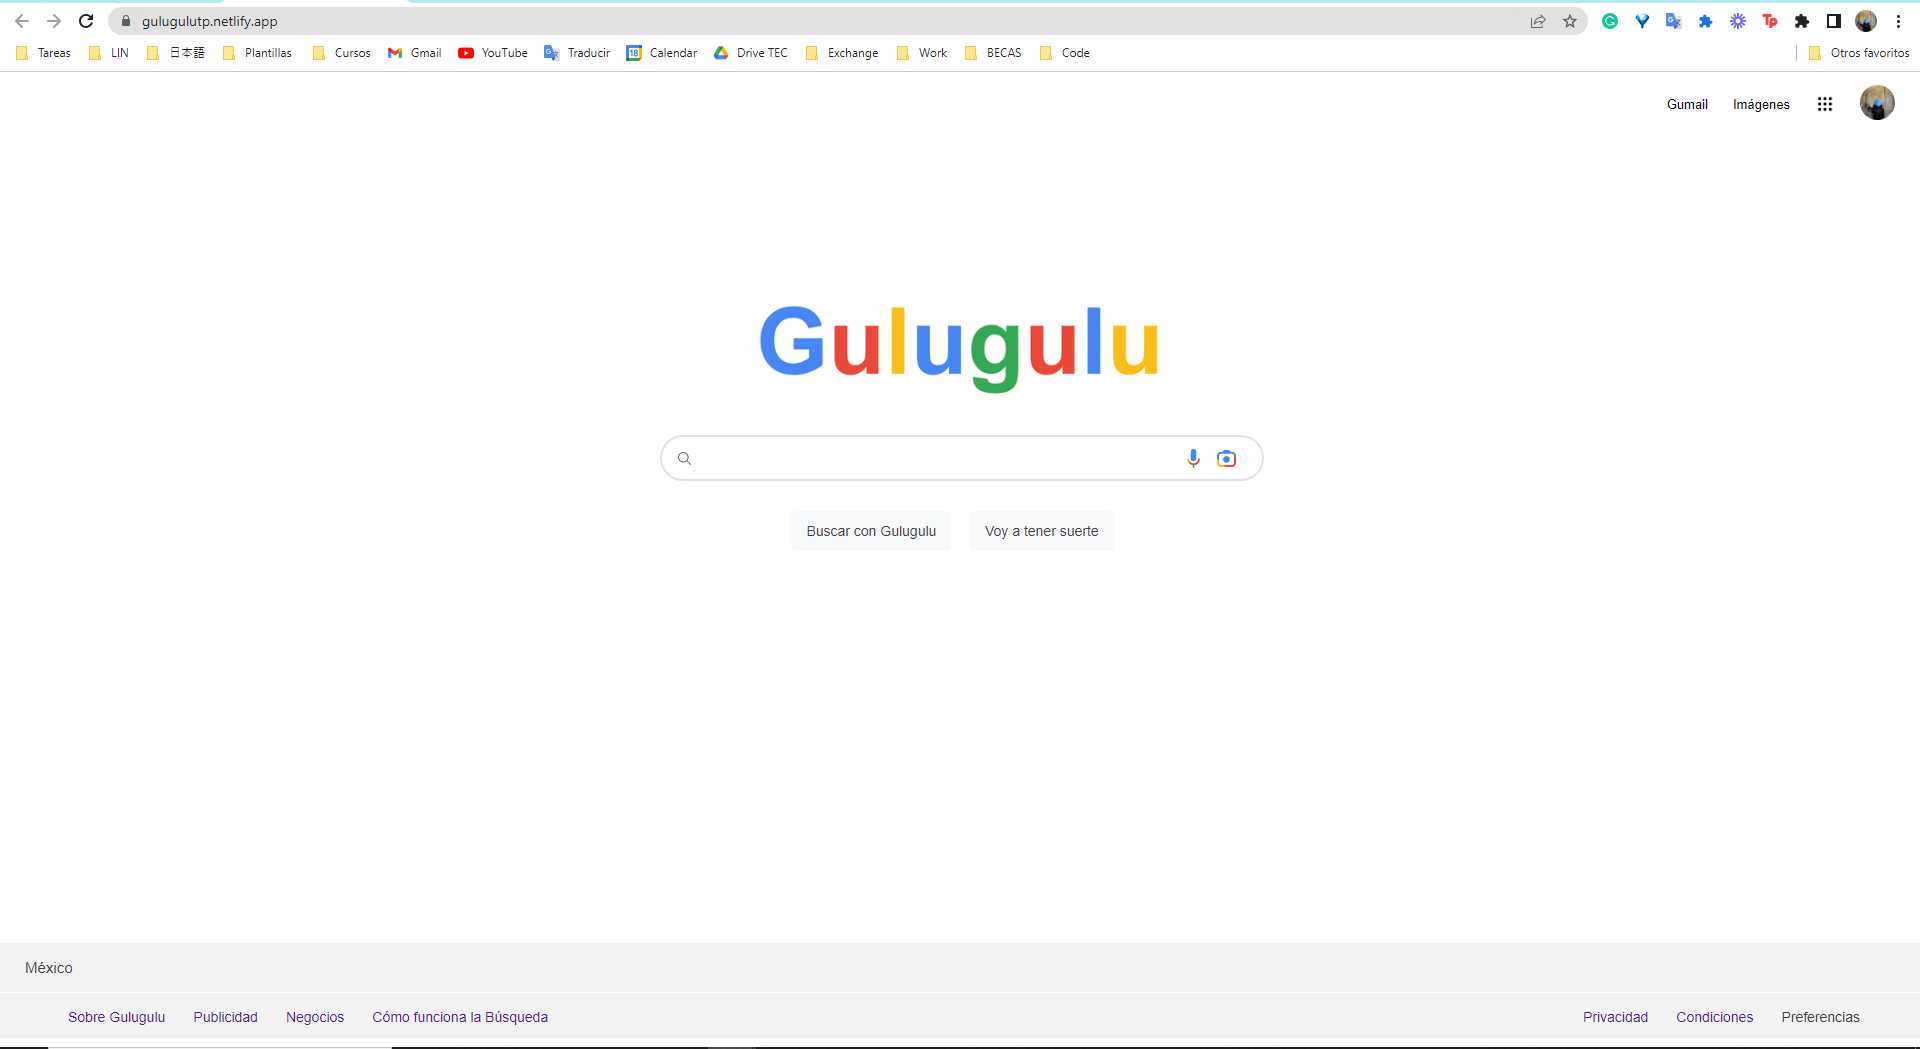 gulugulutp.netlify.app
Tareas LIN 日本語 Plantillas Cursos Gmail YouTube Traducir 18 Calendar Drive TEC Exchange Work BECAS Code Otros favoritos
Gumail Imágenes
Gulugulu
Buscar con Gulugulu Voy a tener suerte
México
Sobre Gulugulu Publicidad Negocios Cómo funciona la Búsqueda Privacidad Condiciones Preferencias